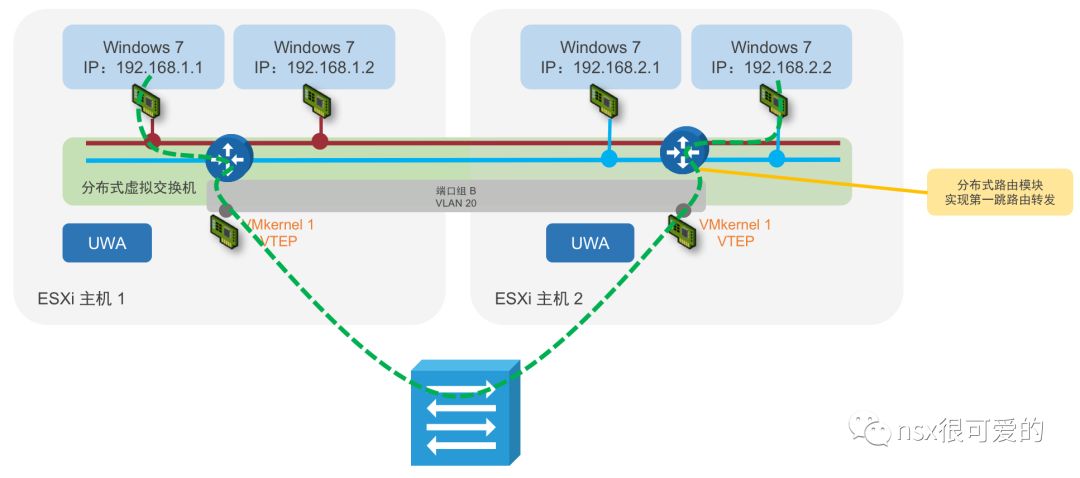 Windows 7
IP：192.168.1.1
Windows 7
IP：192.168.1.2
Windows 7
IP：192.168.2.1
Windows 7
IP：192.168.2.2
分布式虚拟交换机
端口组 B
VLAN 20
分布式路由模块
实现第一跳路由转发
UWA
VMkernel 1
VTEP
UWA
VMkernel 1
VTEP
ESXi 主机 1
ESXi 主机 2
nsx很可爱的